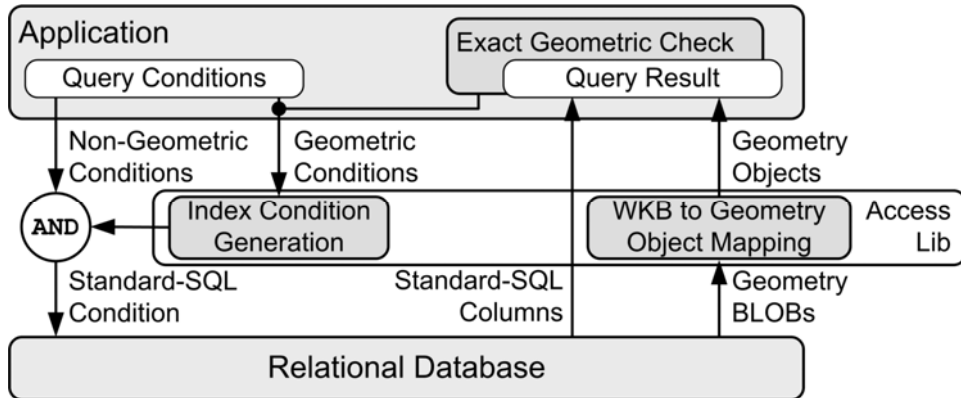 Application
Exact Geometric Check
Query Conditions
Query Result
Non-Geometric
Conditions
Geometric
Conditions
Geometry
Objects
AND
Index Condition
Generation
WKB to Geometry
Object Mapping
Access
Lib
Standard-SQL
Condition
Standard-SQL
Columns
Geometry
BLOBs
Relational Database